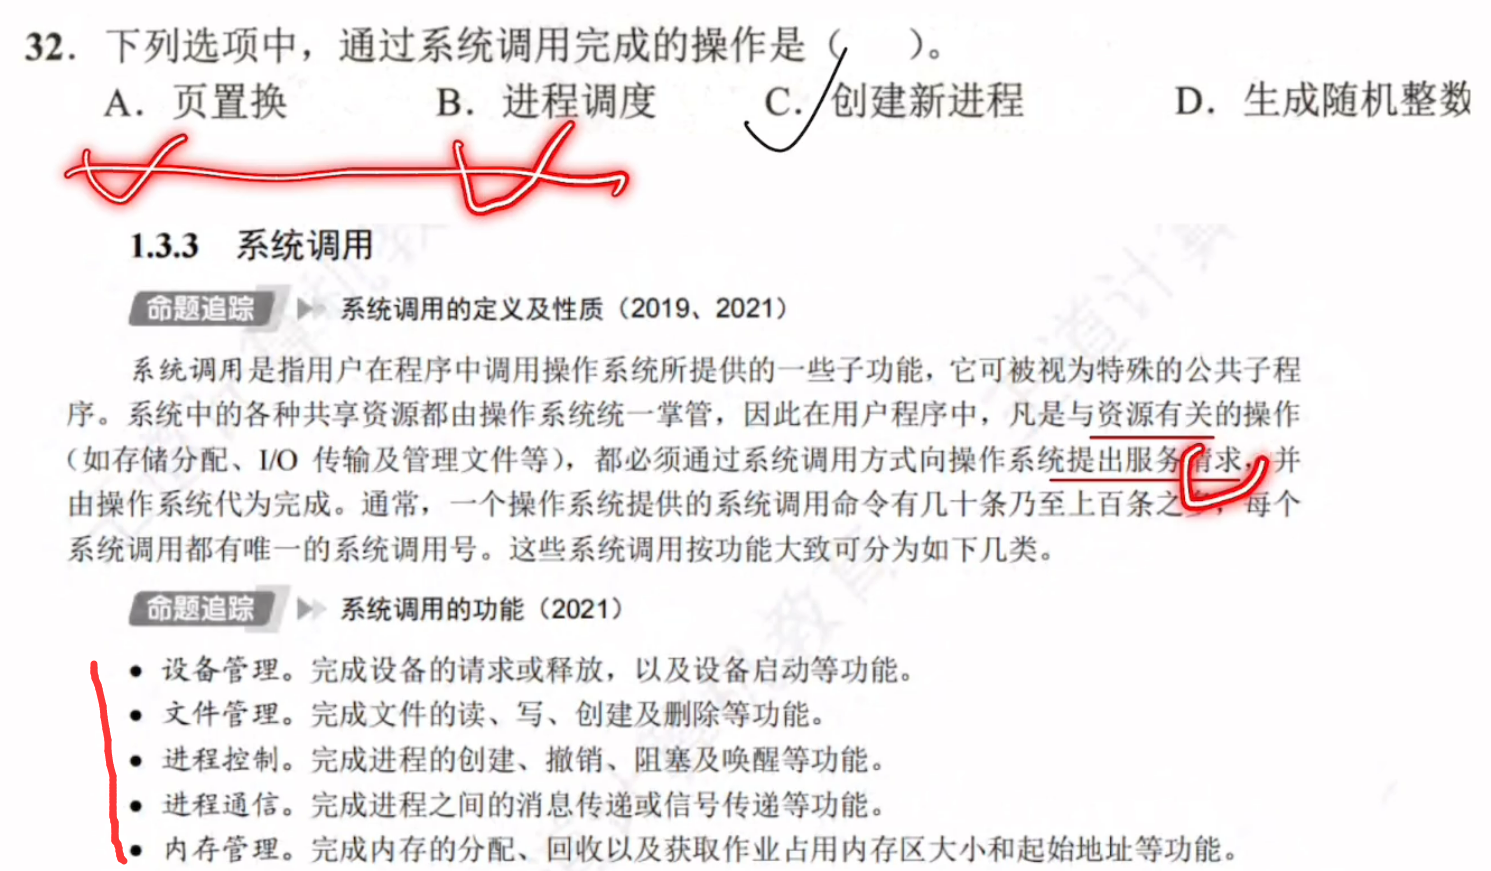 32. 下列选项中，通过系统调用完成的操作是（  ）。
A. 页置换 B. 进程调度 C. 创建新进程 D. 生成随机整数
1.3.3 系统调用
命题追踪 系统调用的定义及性质（2019、2021）
系统调用是指用户在程序中调用操作系统所提供的一些子功能，它可被视为特殊的公共子程
序。系统中的各种共享资源都由操作系统统一掌管，因此在用户程序中，凡是与资源有关的操作
（如存储分配、I/O 传输及管理文件等），都必须通过系统调用方式向操作系统提出服务请求，并
由操作系统代为完成。通常，一个操作系统提供的系统调用命令有几十条乃至上百条之多，每个
系统调用都有唯一的系统调用号。这些系统调用按功能大致可分为如下几类。
命题追踪 系统调用的功能（2021）
• 设备管理。完成设备的请求或释放，以及设备启动等功能。
• 文件管理。完成文件的读、写、创建及删除等功能。
• 进程控制。完成进程的创建、撤销、阻塞及唤醒等功能。
• 进程通信。完成进程之间的消息传递或信号传递等功能。
• 内存管理。完成内存的分配、回收以及获取作业占用内存区大小和起始地址等功能。